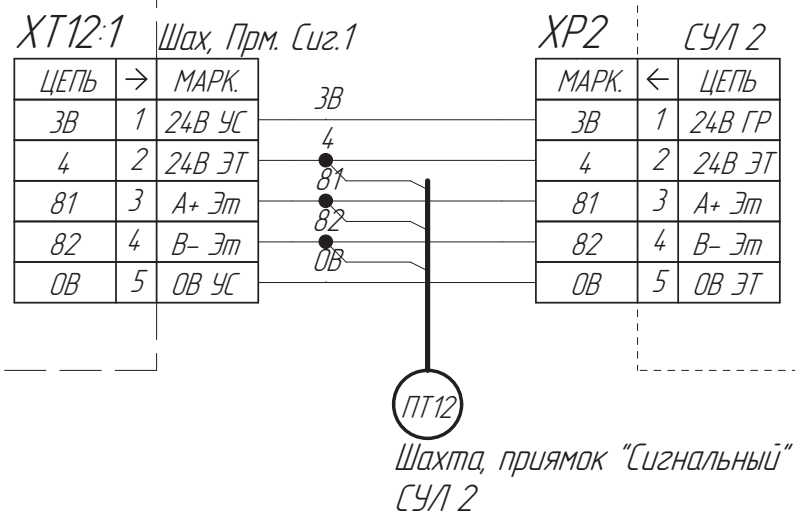 XT12:1 Шах, Прм. Сиг.1 XP2 СУЛ 2
ЦЕПЬ → МАРК. МАРК. ← ЦЕПЬ
3В 1 24В УС 3В 3В 1 24В ГР
4 2 24В ЭТ 4 4 2 24В ЭТ
81 3 А+ Эт 81 81 3 А+ Эт
82 4 В- Эт 82 82 4 В- Эт
0В 5 0В УС 0В 0В 5 0В ЭТ
ПТ12
Шахта, приямок "Сигнальный"
СУЛ 2